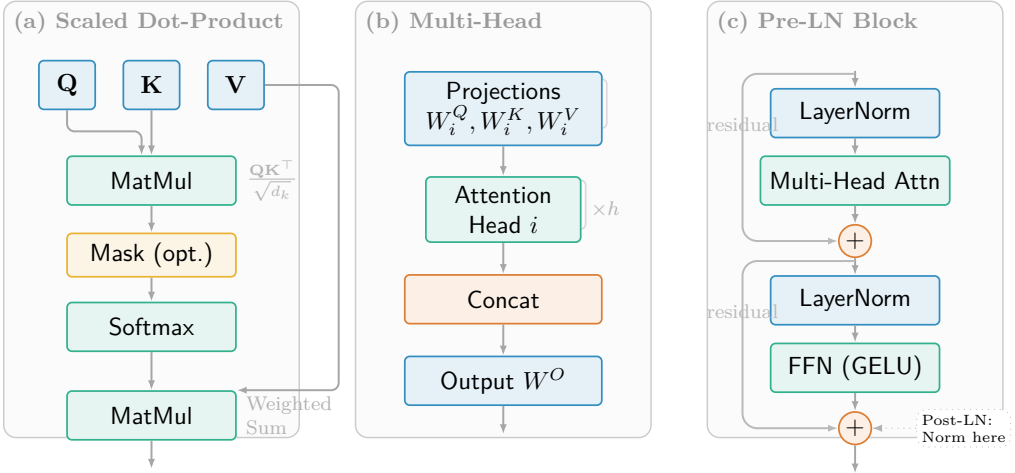 (a) Scaled Dot-Product
Q
K
V
MatMul
QK⊤
√dk
Mask (opt.)
Softmax
MatMul
Weighted
Sum
(b) Multi-Head
Projections
W_i^Q, W_i^K, W_i^V
Attention
Head i
×h
Concat
Output W^O
(c) Pre-LN Block
LayerNorm
residual
Multi-Head Attn
+
LayerNorm
residual
FFN (GELU)
+
Post-LN:
Norm here